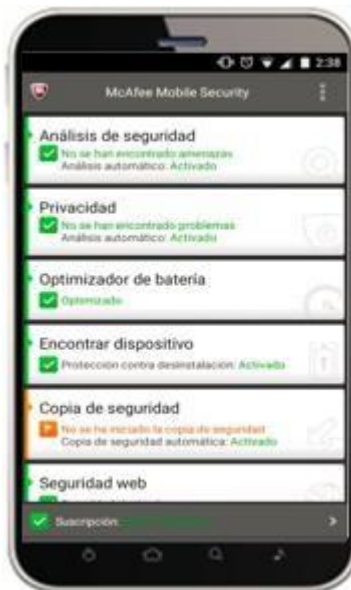 2:38
McAfee Mobile Security
Análisis de seguridad
No se han encontrado amenazas
Análisis automático: Activado
Privacidad
No se han encontrado problemas
Análisis automático: Activado
Optimizador de batería
Optimizado
Encontrar dispositivo
Protección contra desinstalación: Activado
Copia de seguridad
No se ha iniciado la copia de seguridad
Copia de seguridad automática: Activado
Seguridad web
Suscripción: